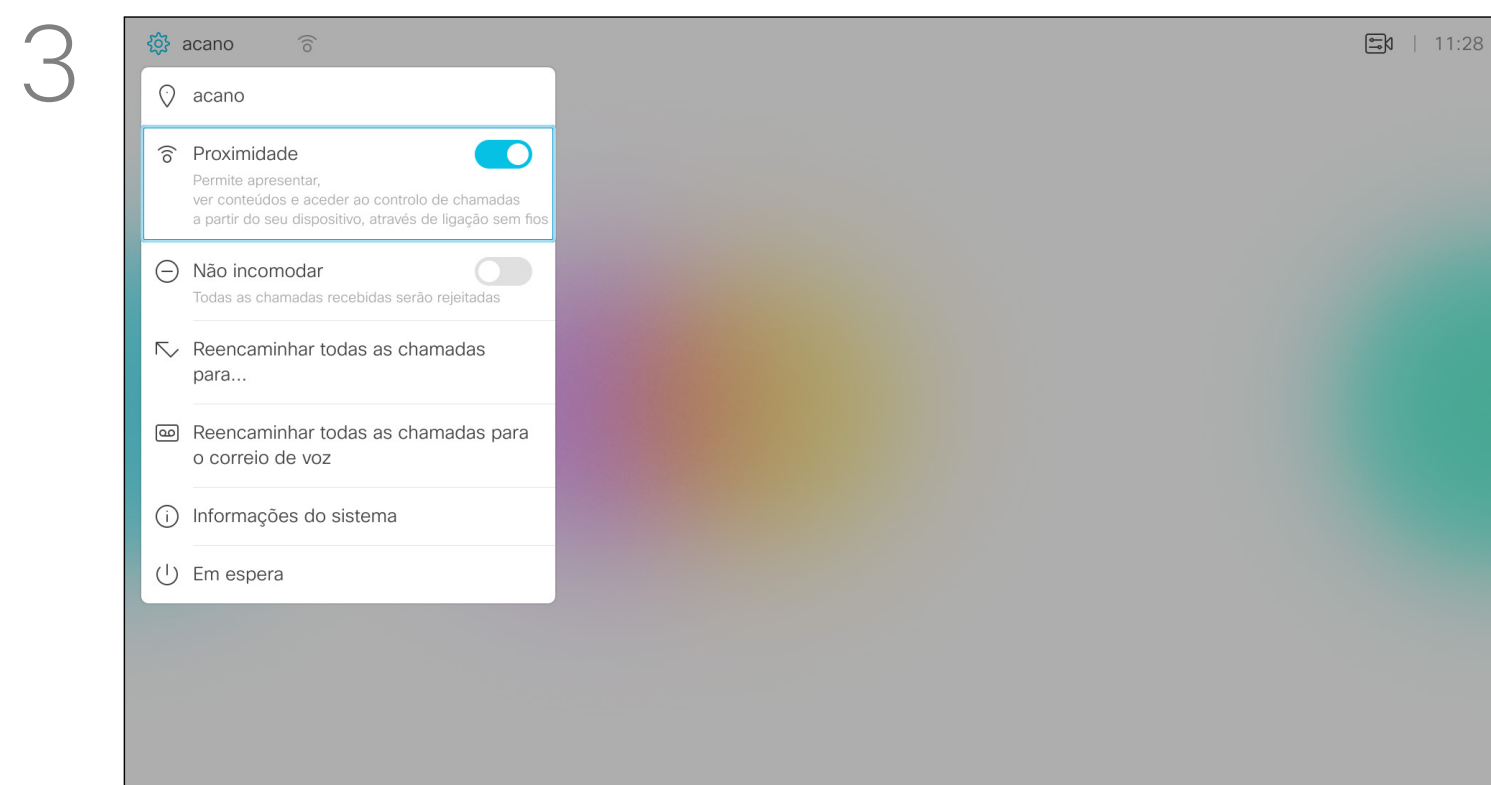 3
acano
11:28
acano
Proximidade
Permite apresentar,
ver conteúdos e aceder ao controlo de chamadas
a partir do seu dispositivo, através de ligação sem fios
Não incomodar
Todas as chamadas recebidas serão rejeitadas
Reencaminhar todas as chamadas
para...
Reencaminhar todas as chamadas para
o correio de voz
Informações do sistema
Em espera